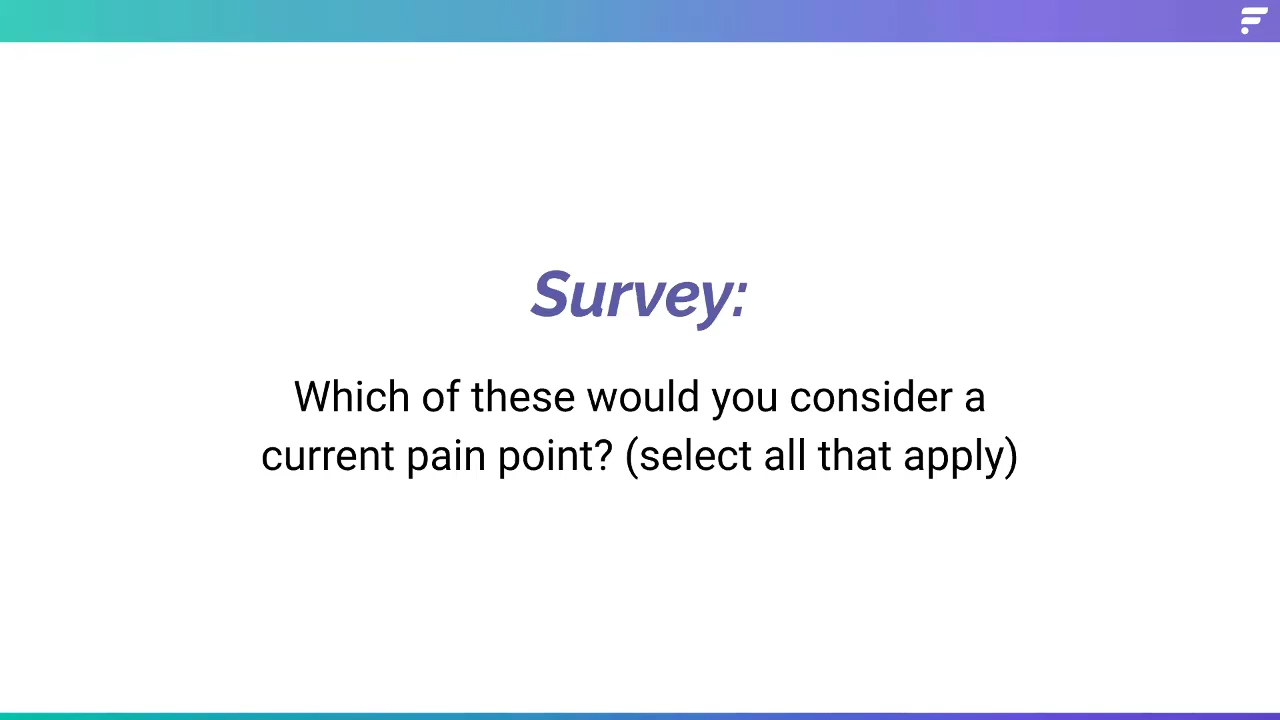 Survey:
Which of these would you consider a
current pain point? (select all that apply)